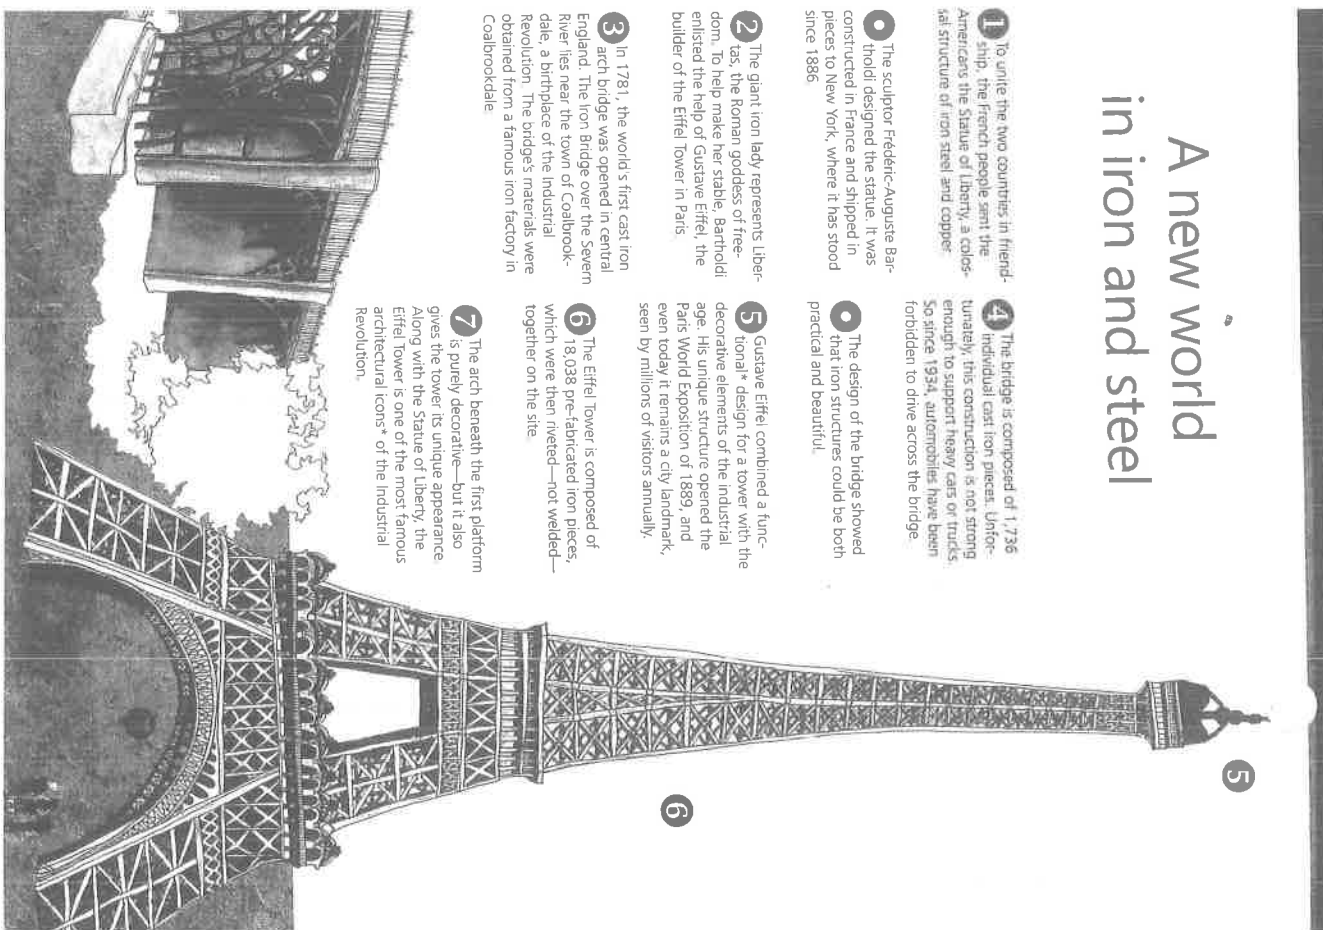 A new world
in iron and steel
1 To unite the two countries in friend-
ship, the French people sent the
Americans the Statue of Liberty, a colos-
sal structure of iron steel and copper.
The sculptor Frédéric-Auguste Bar-
tholdi designed the statue. It was
constructed in France and shipped in
pieces to New York, where it has stood
since 1886.
2 The giant iron lady represents Liber-
tas, the Roman goddess of free-
dom. To help make her stable, Bartholdi
enlisted the help of Gustave Eiffel, the
builder of the Eiffel Tower in Paris.
3 In 1781, the world's first cast iron
arch bridge was opened in central
England. The Iron Bridge over the Severn
River lies near the town of Coalbrook-
dale, a birthplace of the Industrial
Revolution. The bridge's materials were
obtained from a famous iron factory in
Coalbrookdale.
4 The bridge is composed of 1,736
individual cast iron pieces. Unfor-
tunately, this construction is not strong
enough to support heavy cars or trucks.
So since 1934, automobiles have been
forbidden to drive across the bridge.
The design of the bridge showed
that iron structures could be both
practical and beautiful.
5 Gustave Eiffel combined a func-
tional* design for a tower with the
decorative elements of the industrial
age. His unique structure opened the
Paris World Exposition of 1889, and
even today it remains a city landmark,
seen by millions of visitors annually.
6 The Eiffel Tower is composed of
18,038 pre-fabricated iron pieces,
which were then riveted—not welded—
together on the site.
7 The arch beneath the first platform
is purely decorative—but it also
gives the tower its unique appearance.
Along with the Statue of Liberty, the
Eiffel Tower is one of the most famous
architectural icons* of the Industrial
Revolution.
5
6